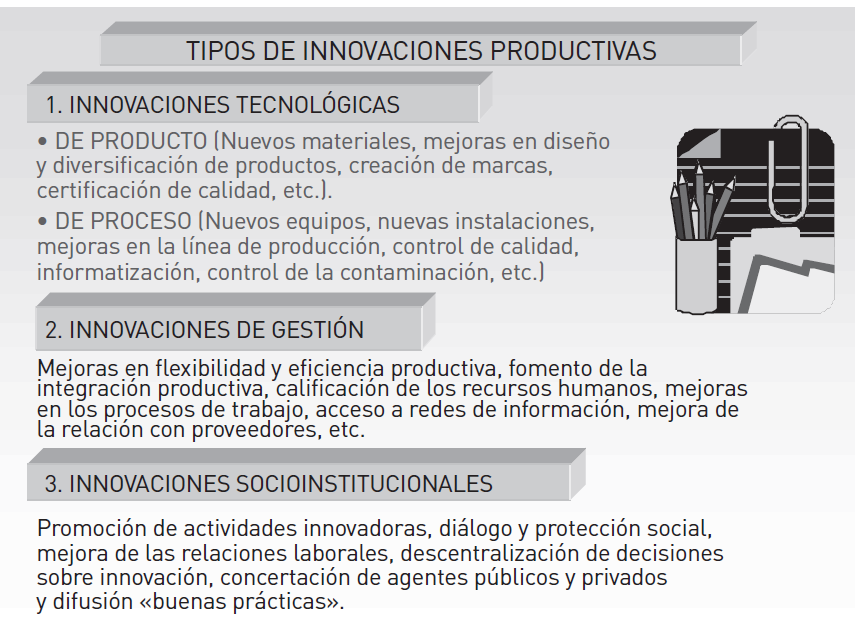 TIPOS DE INNOVACIONES PRODUCTIVAS
1. INNOVACIONES TECNOLÓGICAS
• DE PRODUCTO (Nuevos materiales, mejoras en diseño
y diversificación de productos, creación de marcas,
certificación de calidad, etc.).
• DE PROCESO (Nuevos equipos, nuevas instalaciones,
mejoras en la línea de producción, control de calidad,
informatización, control de la contaminación, etc.)
2. INNOVACIONES DE GESTIÓN
Mejoras en flexibilidad y eficiencia productiva, fomento de la
integración productiva, calificación de los recursos humanos, mejoras
en los procesos de trabajo, acceso a redes de información, mejora de
la relación con proveedores, etc.
3. INNOVACIONES SOCIOINSTITUCIONALES
Promoción de actividades innovadoras, diálogo y protección social,
mejora de las relaciones laborales, descentralización de decisiones
sobre innovación, concertación de agentes públicos y privados
y difusión «buenas prácticas».